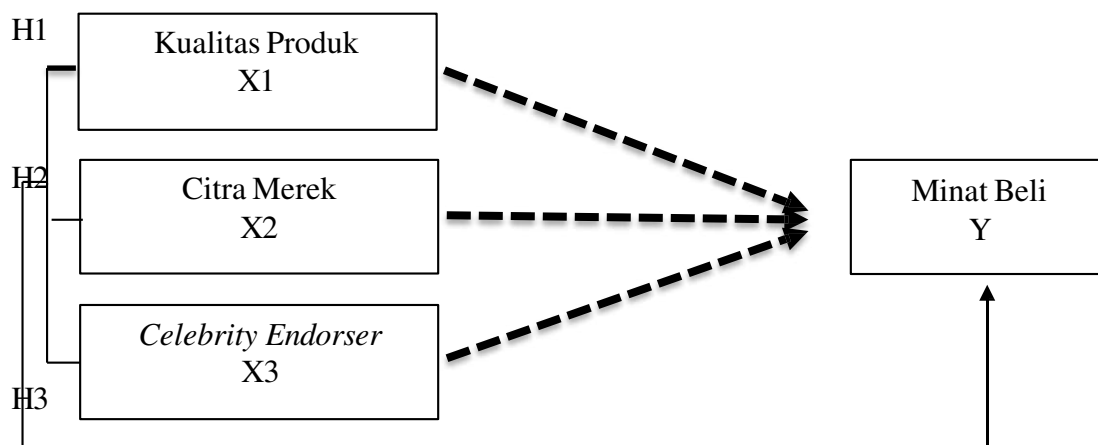 H1
Kualitas Produk
X1
H2
Citra Merek
X2
Minat Beli
Y
Celebrity Endorser
X3
H3